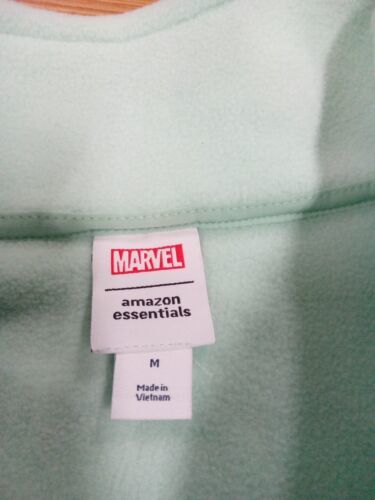 MARVEL
amazon
essentials
M
Made in
Vietnam